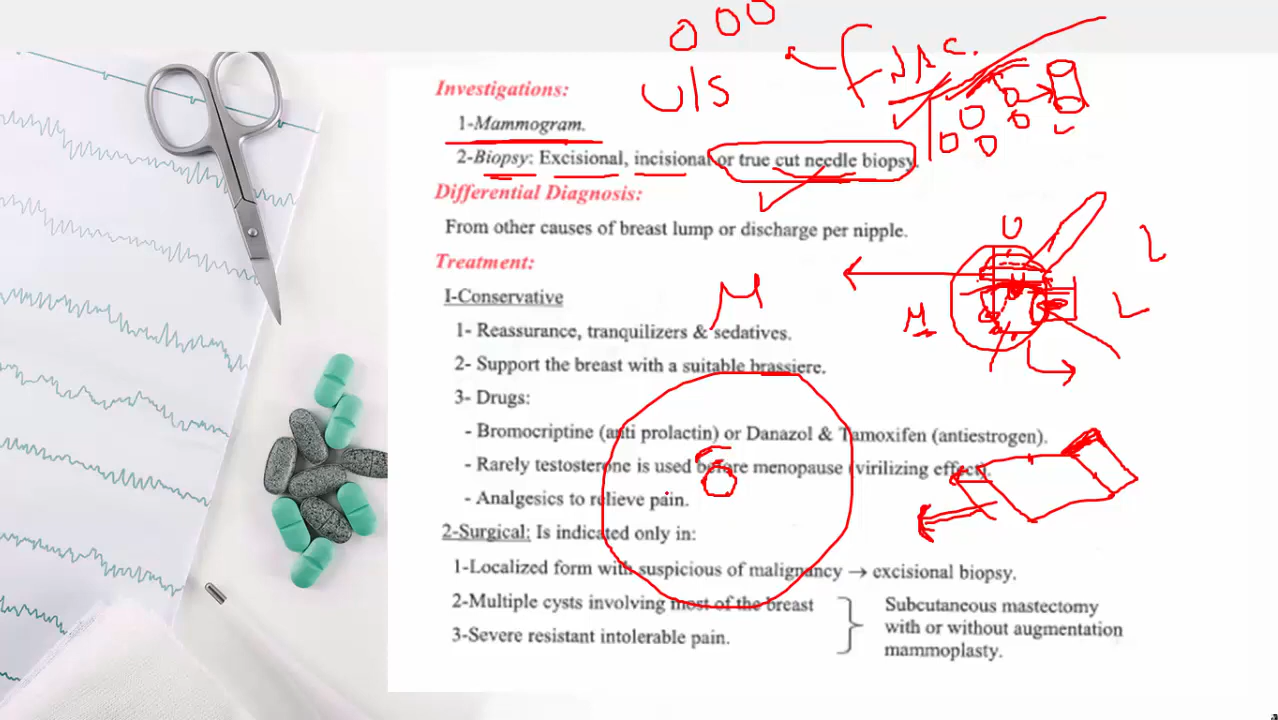 U/S
Investigations:
1-Mammogram.
2-Biopsy: Excisional, incisional or true cut needle biopsy.
Differential Diagnosis:
From other causes of breast lump or discharge per nipple.
Treatment:
I-Conservative
1- Reassurance, tranquilizers & sedatives.
2- Support the breast with a suitable brassiere.
3- Drugs:
- Bromocriptine (anti prolactin) or Danazol & Tamoxifen (antiestrogen).
- Rarely testosterone is used before menopause (virilizing effect).
- Analgesics to relieve pain.
2-Surgical: Is indicated only in:
1-Localized form with suspicious of malignancy → excisional biopsy.
2-Multiple cysts involving most of the breast
3-Severe resistant intolerable pain.
Subcutaneous mastectomy
with or without augmentation
mammoplasty.
M
U
M
L
L